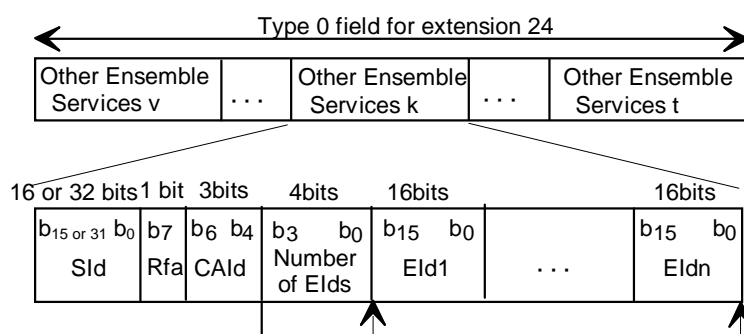 Type 0 field for extension 24
Other Ensemble Services v
. . .
Other Ensemble Services k
. . .
Other Ensemble Services t
16 or 32 bits 1 bit 3bits 4bits 16bits 16bits
b15 or 31 b0 b7 b6 b4 b3 b0 b15 b0 b15 b0
SId Rfa CAId Number of EIds EId1 . . . EIdn